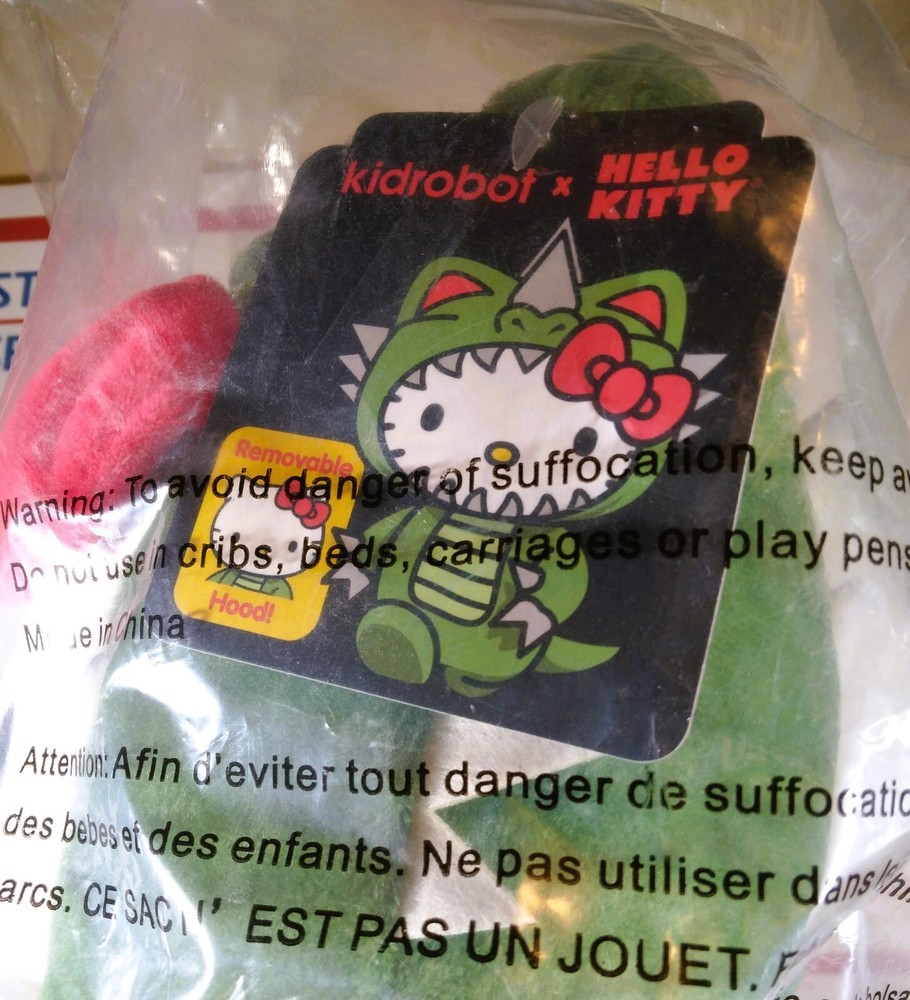 kidrobot x HELLO KITTY
Removable
Hood!
Warning: To avoid danger of suffocation, keep
Do not use in cribs, beds, carriages or play pens
Made in China
Attention: Afin d'eviter tout danger de
des bebes et des enfants. Ne pas utiliser dans
arcs. CE SAC N' EST PAS UN JOUET.
ST